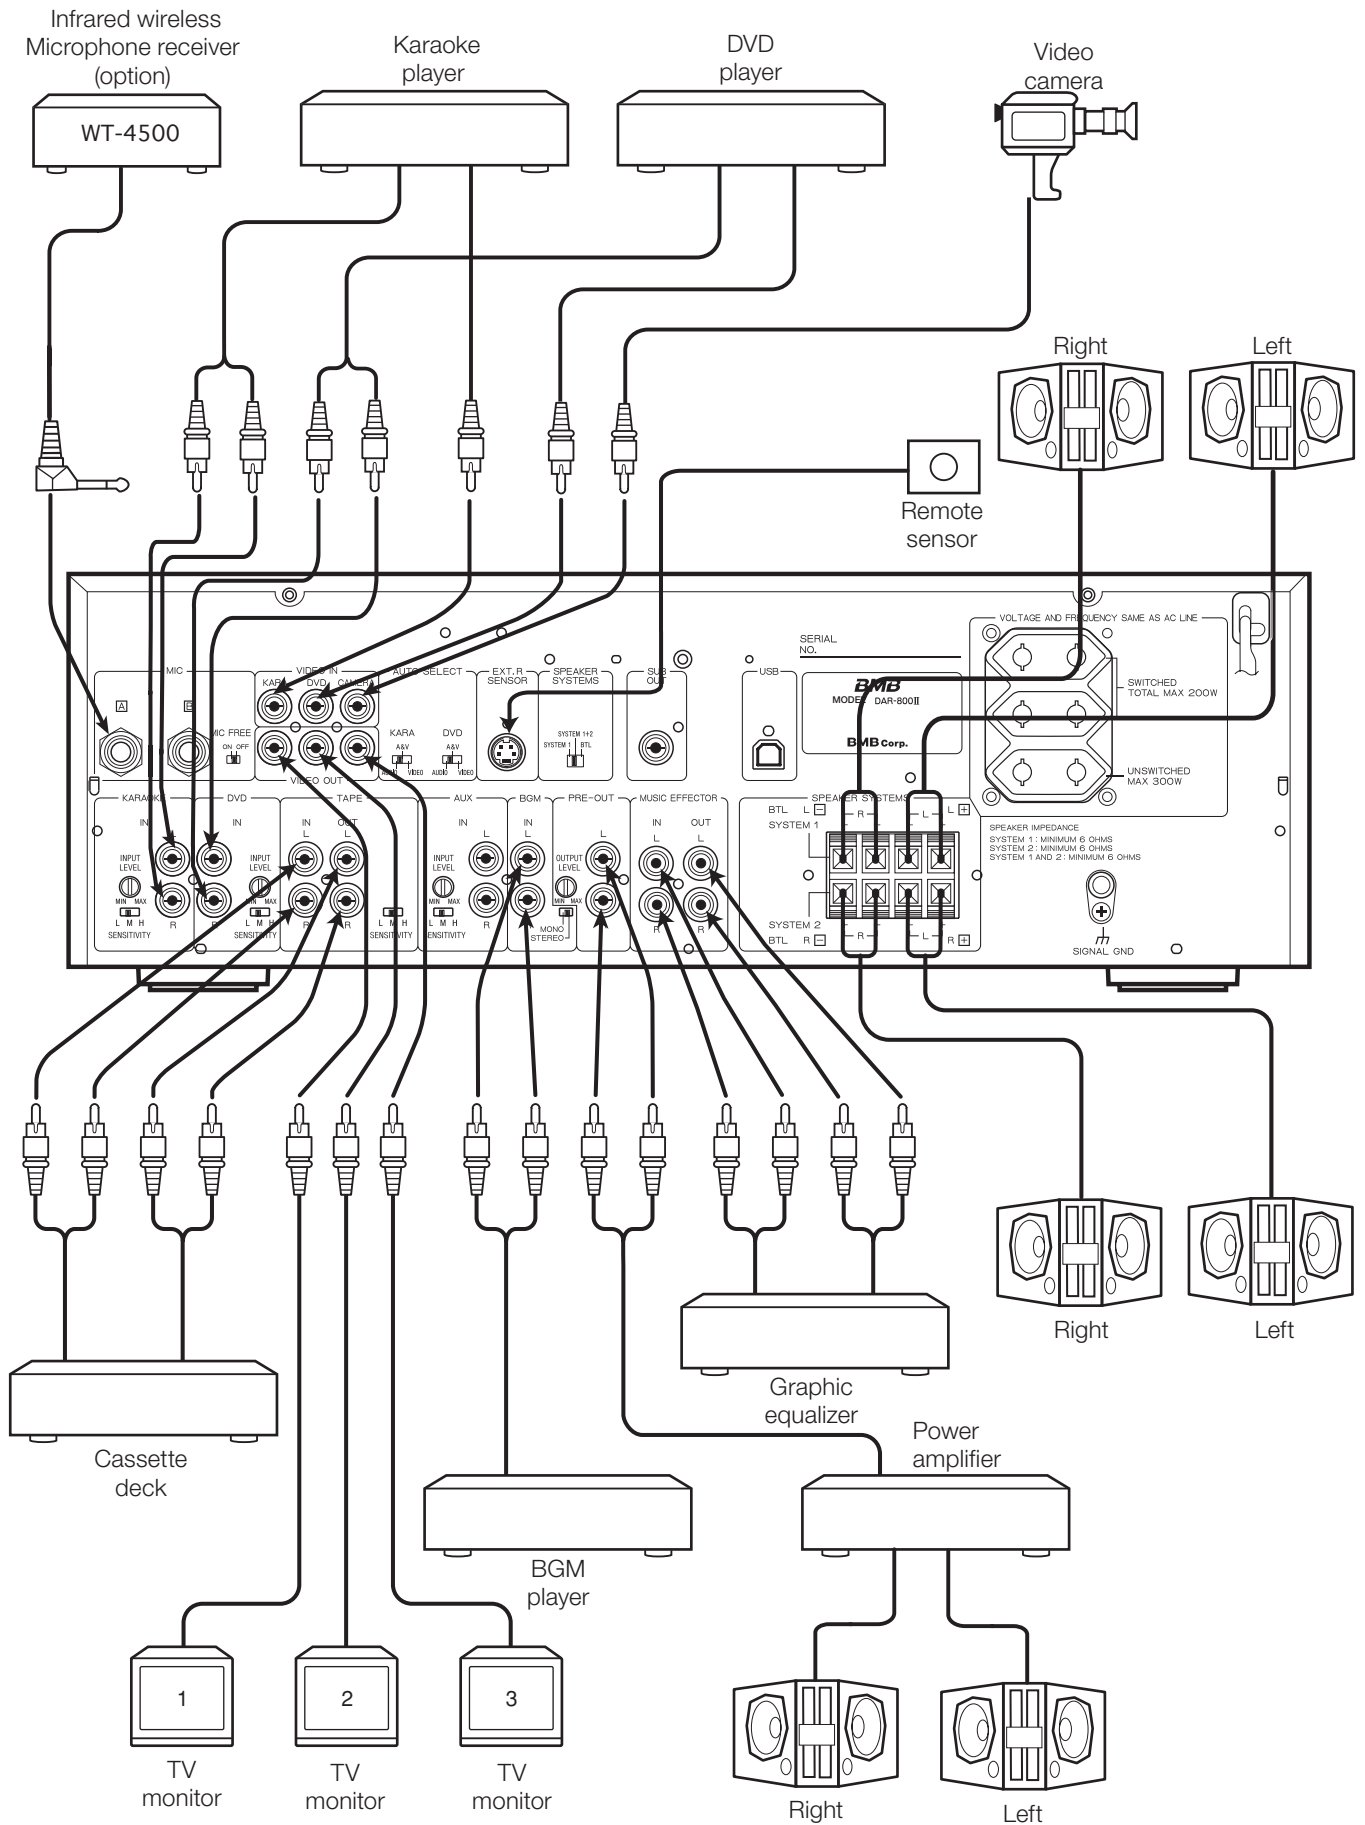 Infrared wireless
Microphone receiver
(option)
WT-4500
Karaoke
player
DVD
player
Video
camera
Right
Left
Remote
sensor
VOLTAGE AND FREQUENCY SAME AS AC LINE
SERIAL
NO.
MIC
VIDEO IN
AUTO SELECT
EXT.R
SENSOR
SPEAKER
SYSTEMS
SUB
OUT
USB
KARA
DVD
CAMERA
A
B
BMB
MODEL DAR-800II
BMB Corp.
SWITCHED
TOTAL MAX 200W
UNSWITCHED
MAX 300W
MIC FREE
ON OFF
KARA
A&V
AUDIO VIDEO
DVD
A&V
AUDIO VIDEO
SYSTEM 1+2
SYSTEM 1 BTL
VIDEO OUT
KARAOKE
DVD
TAPE
AUX
BGM
PRE-OUT
MUSIC EFFECTOR
SPEAKER SYSTEMS
IN
IN
IN
OUT
IN
IN
IN
OUT
L
L
L
L
L
L
L
L
INPUT
LEVEL
MIN MAX
L M H
SENSITIVITY
INPUT
LEVEL
MIN MAX
L M H
SENSITIVITY
INPUT
LEVEL
MIN MAX
L M H
SENSITIVITY
L M H
OUTPUT
LEVEL
MIN MAX
MONO
STEREO
R
R
R
R
R
R
R
R
BTL L −
SYSTEM 1
R
L
L +
SYSTEM 2
BTL R −
R
L
R +
SPEAKER IMPEDANCE
SYSTEM 1 : MINIMUM 6 OHMS
SYSTEM 2: MINIMUM 6 OHMS
SYSTEM 1 AND 2 : MINIMUM 6 OHMS
SIGNAL GND
Right
Left
Graphic
equalizer
Cassette
deck
Power
amplifier
BGM
player
1
2
3
TV
monitor
TV
monitor
TV
monitor
Right
Left